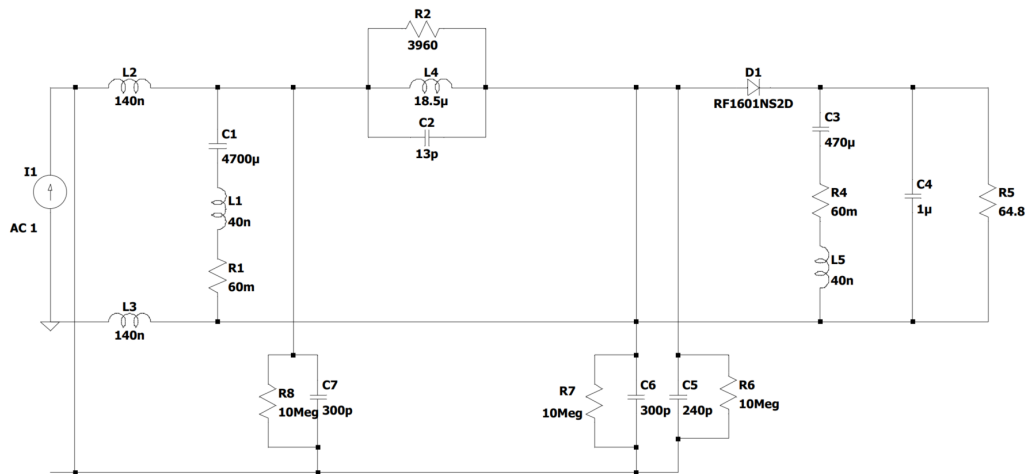 R2
3960
L2
140n
L4
18.5µ
D1
RF1601NS2D
C2
13p
C1
4700µ
C3
470µ
I1
AC 1
L1
40n
R4
60m
C4
1µ
R5
64.8
R1
60m
L5
40n
L3
140n
R8
10Meg
C7
300p
R7
10Meg
C6
300p
C5
240p
R6
10Meg